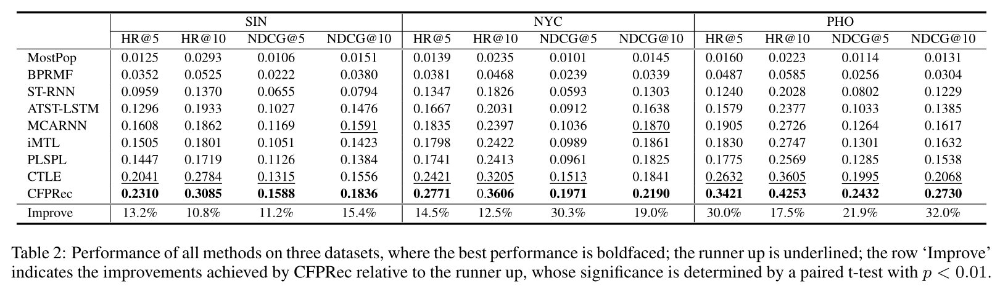 SIN NYC PHO
HR@5 HR@10 NDCG@5 NDCG@10 HR@5 HR@10 NDCG@5 NDCG@10 HR@5 HR@10 NDCG@5 NDCG@10
MostPop 0.0125 0.0293 0.0106 0.0151 0.0139 0.0235 0.0101 0.0145 0.0160 0.0223 0.0114 0.0131
BPRMF 0.0352 0.0525 0.0222 0.0380 0.0381 0.0468 0.0239 0.0339 0.0487 0.0585 0.0256 0.0304
ST-RNN 0.0959 0.1370 0.0655 0.0794 0.1347 0.1826 0.0593 0.1303 0.1240 0.2028 0.0802 0.1229
ATST-LSTM 0.1296 0.1933 0.1027 0.1476 0.1667 0.2031 0.0912 0.1638 0.1579 0.2377 0.1033 0.1385
MCARNN 0.1608 0.1862 0.1169 0.1591 0.1835 0.2397 0.1036 0.1870 0.1905 0.2726 0.1264 0.1617
iMTL 0.1505 0.1801 0.1051 0.1423 0.1798 0.2422 0.0989 0.1861 0.1830 0.2747 0.1301 0.1632
PLSPL 0.1447 0.1719 0.1126 0.1384 0.1741 0.2413 0.0961 0.1825 0.1775 0.2569 0.1285 0.1538
CTLE 0.2041 0.2784 0.1315 0.1556 0.2421 0.3205 0.1513 0.1841 0.2632 0.3605 0.1995 0.2068
CFPRec 0.2310 0.3085 0.1588 0.1836 0.2771 0.3606 0.1971 0.2190 0.3421 0.4253 0.2432 0.2730
Improve 13.2% 10.8% 11.2% 15.4% 14.5% 12.5% 30.3% 19.0% 30.0% 17.5% 21.9% 32.0%
Table 2: Performance of all methods on three datasets, where the best performance is boldfaced; the runner up is underlined; the row ‘Improve’
indicates the improvements achieved by CFPRec relative to the runner up, whose significance is determined by a paired t-test with p < 0.01.